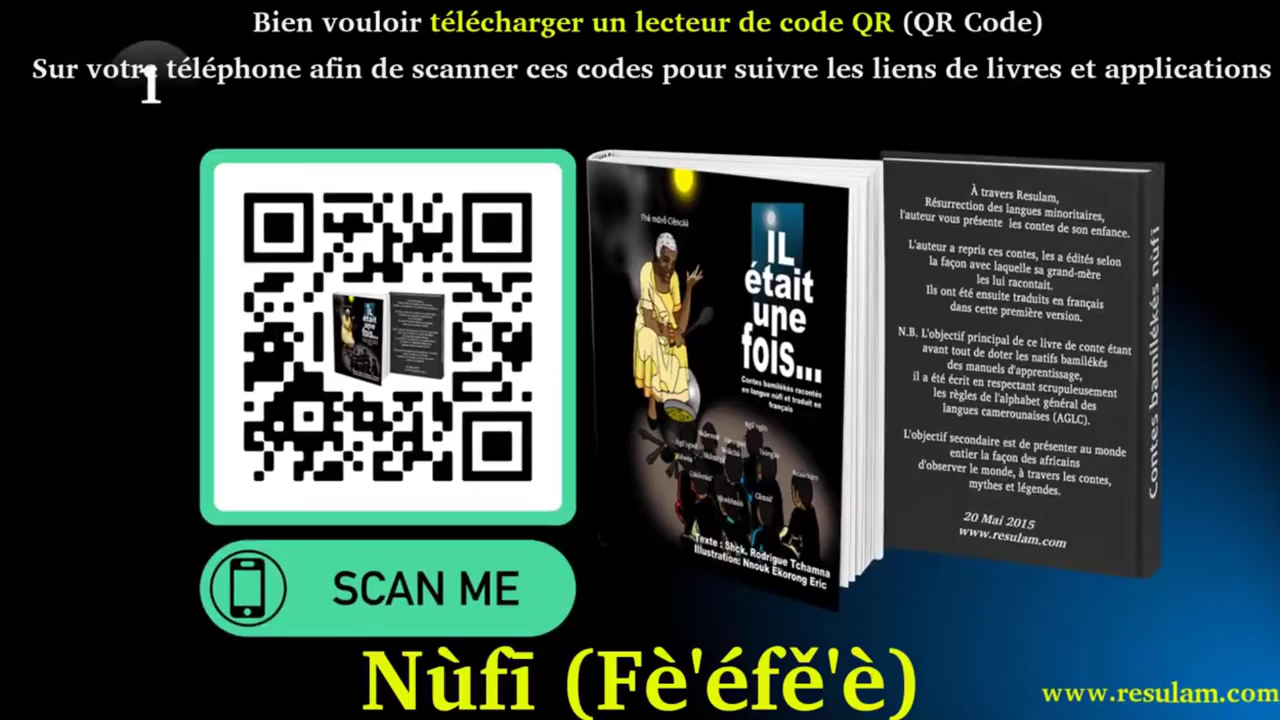 Bien vouloir télécharger un lecteur de code QR (QR Code)
Sur votre téléphone afin de scanner ces codes pour suivre les liens de livres et applications
1
IL
était
une
fois...
Contes bamilékés racontés
en langue nùfi et traduit en
français
Texte : Shck. Rodrigue Tchamna
Illustration: Nnouk Ekorong Eric
À travers Resulam,
Résurrection des langues minoritaires,
l'auteur vous présente les contes de son enfance.
L'auteur a repris ces contes, les a édités selon
la façon avec laquelle sa grand-mère
les lui racontait.
Ils ont été ensuite traduits en français
dans cette première version.
N.B. L'objectif principal de ce livre de conte étant
avant tout de doter les natifs bamilékés
des manuels d'apprentissage,
il a été écrit en respectant scrupuleusement
les règles de l'alphabet général des
langues camerounaises (AGLC).
L'objectif secondaire est de présenter au monde
entier la façon des africains
d'observer le monde, à travers les contes,
mythes et légendes.
20 Mai 2015
www.resulam.com
Contes bamilékés nùfī
IL
était
une
fois...
SCAN ME
Nùfī (Fè'éfě'è)
www.resulam.com